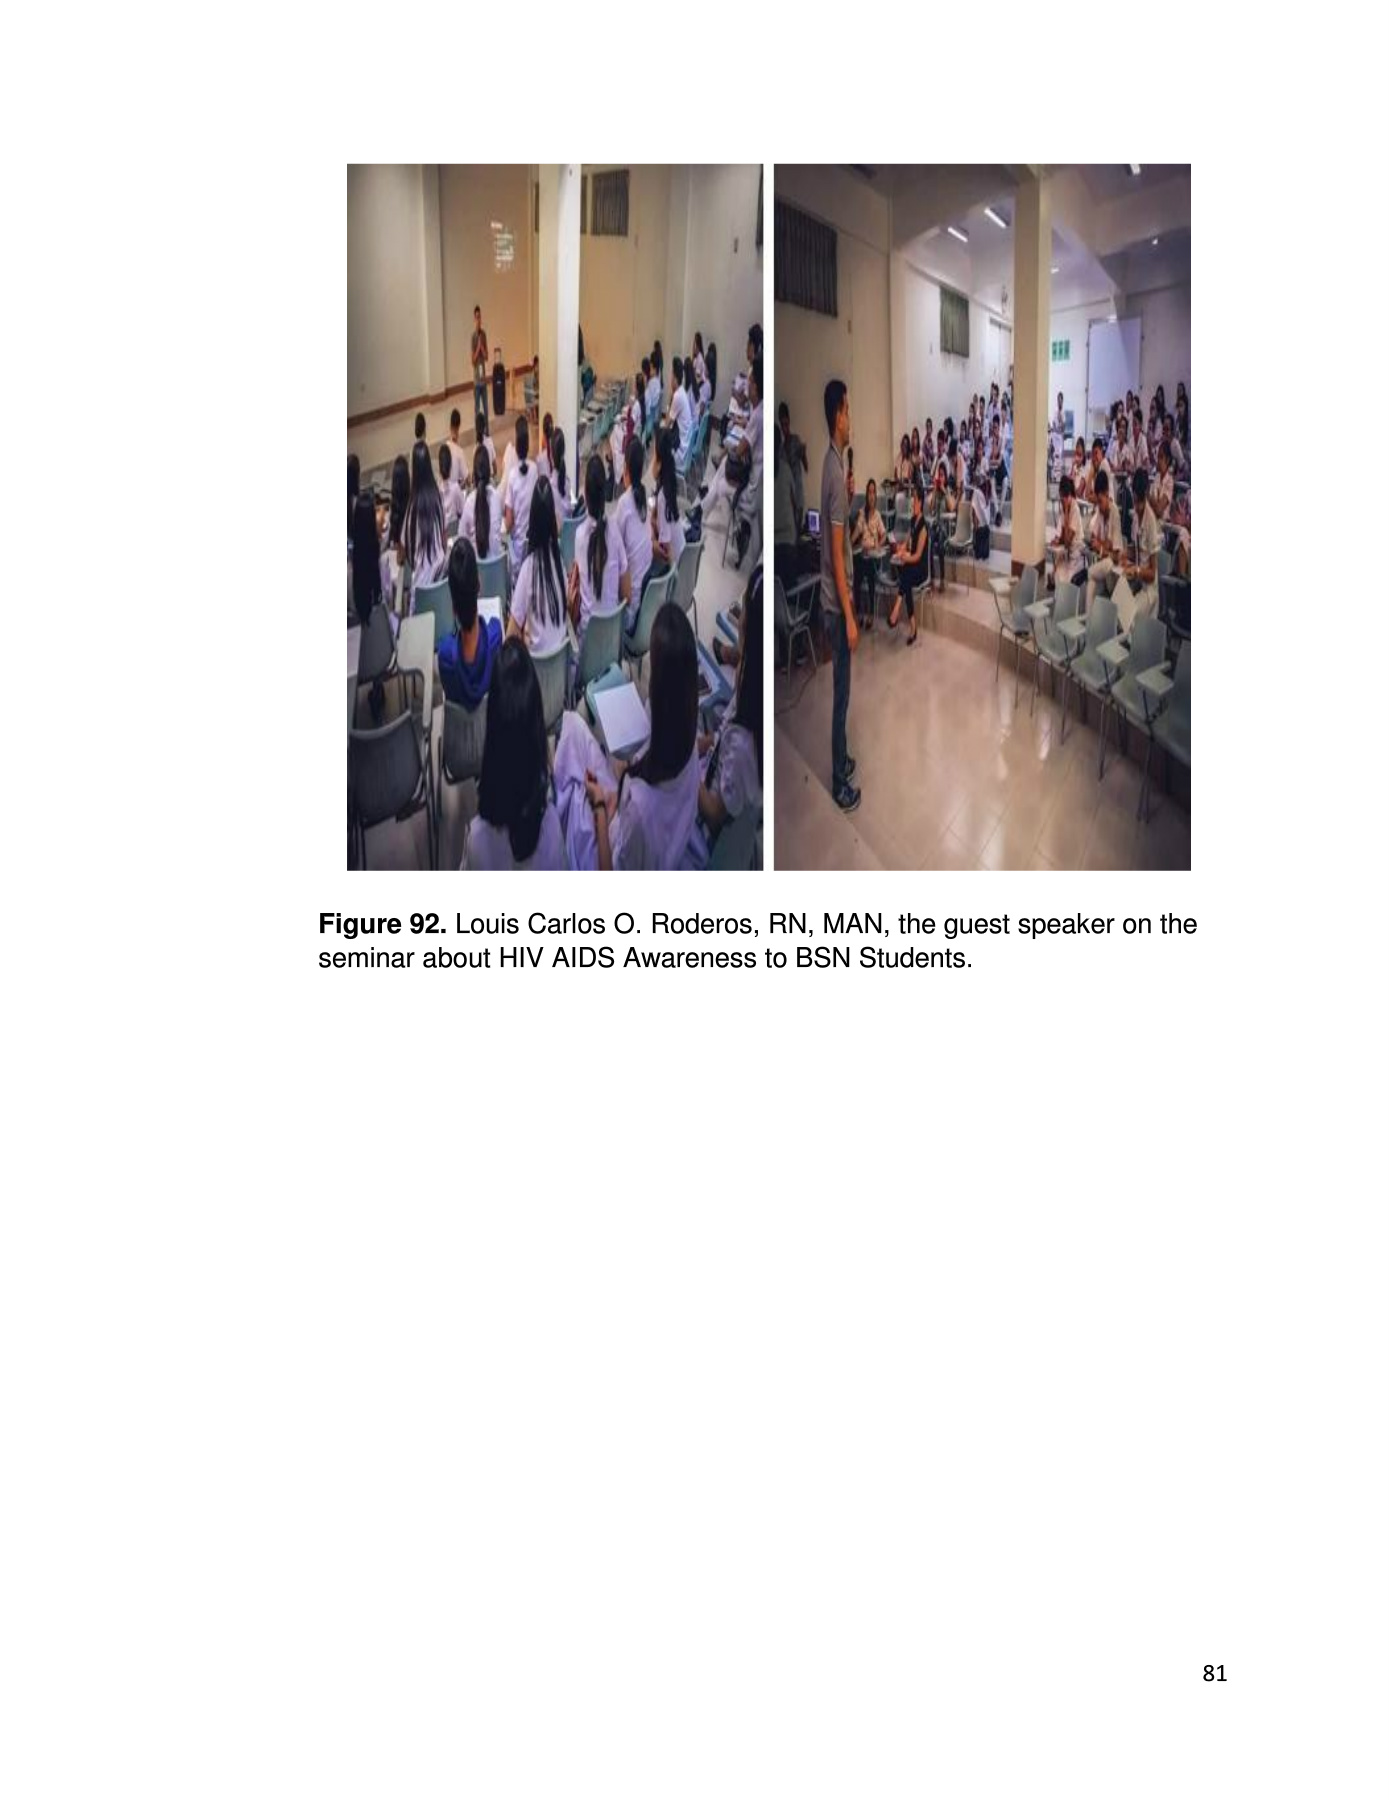 Figure 92. Louis Carlos O. Roderos, RN, MAN, the guest speaker on the
seminar about HIV AIDS Awareness to BSN Students.
81